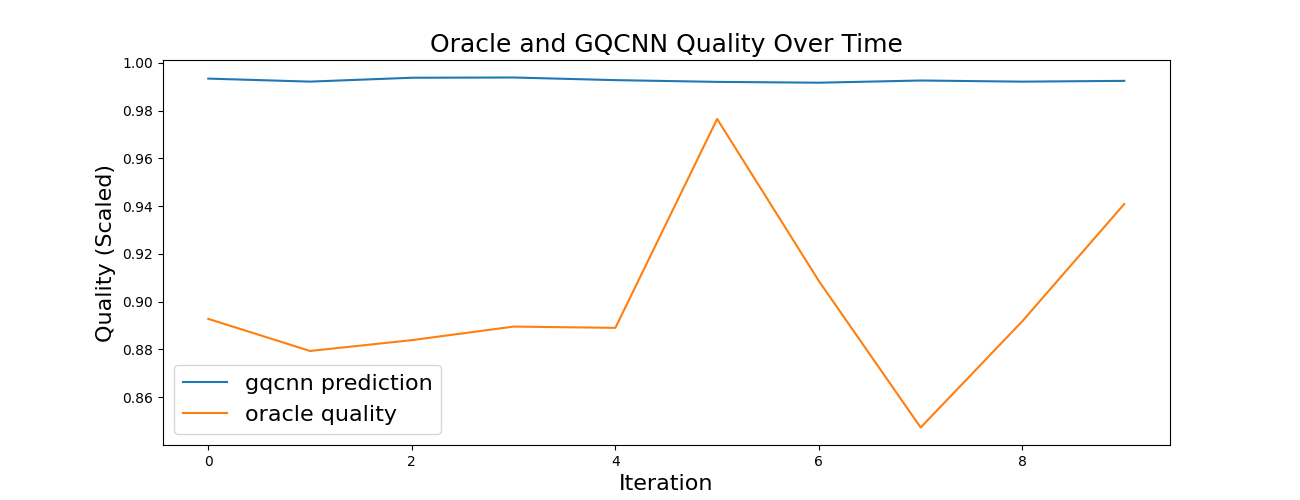 Oracle and GQCNN Quality Over Time
Quality (Scaled)
1.00
0.98
0.96
0.94
0.92
0.90
0.88
0.86
gqcnn prediction
oracle quality
0 2 4 6 8
Iteration